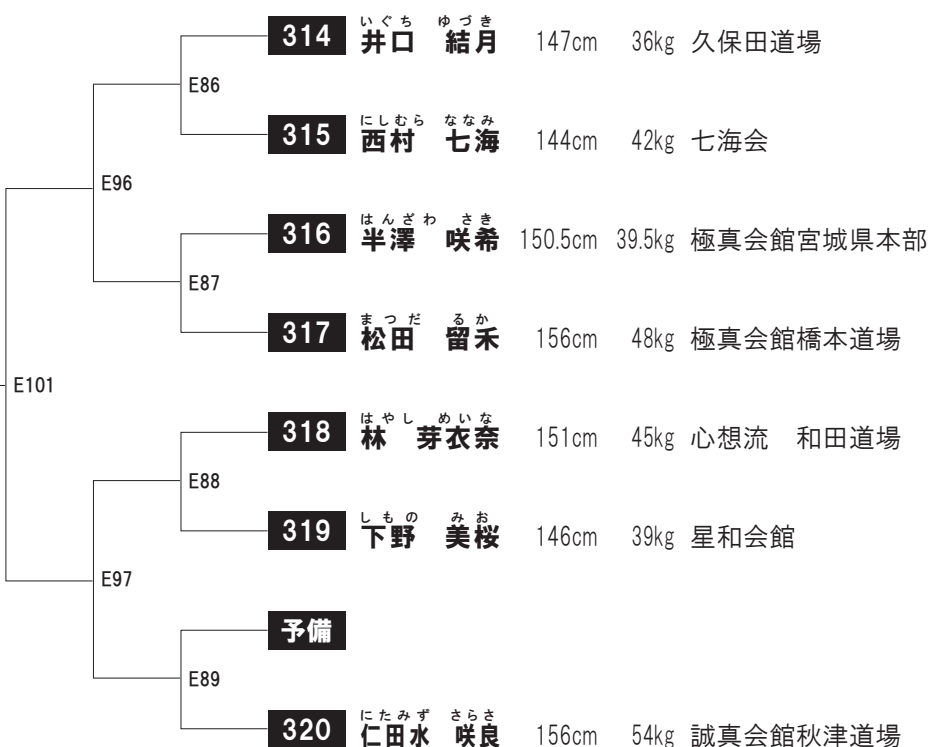 いぐち ゆづき
314 井口 結月 147cm 36kg 久保田道場
E86
にしむら ななみ
315 西村 七海 144cm 42kg 七海会
E96
はんざわ さき
316 半澤 咲希 150.5cm 39.5kg 極真会館宮城県本部
E87
まつだ るか
317 松田 留禾 156cm 48kg 極真会館橋本道場
E101
はやし めいな
318 林 芽衣奈 151cm 45kg 心想流 和田道場
E88
しもの みお
319 下野 美桜 146cm 39kg 星和会館
E97
予備
E89
にたみず さらさ
320 仁田水 咲良 156cm 54kg 誠真会館秋津道場